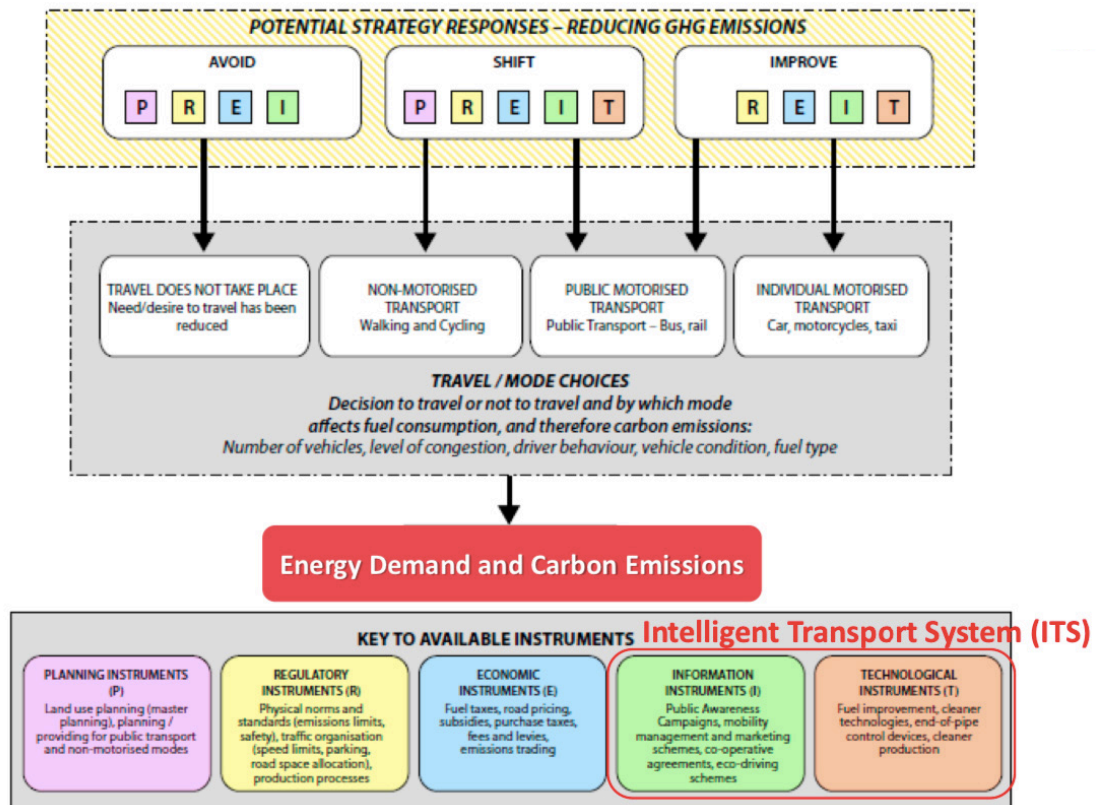 POTENTIAL STRATEGY RESPONSES – REDUCING GHG EMISSIONS
AVOID
P R E I
SHIFT
P R E I T
IMPROVE
R E I T
TRAVEL DOES NOT TAKE PLACE
Need/desire to travel has been
reduced
NON-MOTORISED
TRANSPORT
Walking and Cycling
PUBLIC MOTORISED
TRANSPORT
Public Transport – Bus, rail
INDIVIDUAL MOTORISED
TRANSPORT
Car, motorcycles, taxi
TRAVEL / MODE CHOICES
Decision to travel or not to travel and by which mode
affects fuel consumption, and therefore carbon emissions:
Number of vehicles, level of congestion, driver behaviour, vehicle condition, fuel type
Energy Demand and Carbon Emissions
KEY TO AVAILABLE INSTRUMENTS
Intelligent Transport System (ITS)
PLANNING INSTRUMENTS
(P)
Land use planning (master
planning), planning /
providing for public transport
and non-motorised modes
REGULATORY
INSTRUMENTS (R)
Physical norms and
standards (emissions limits,
safety), traffic organisation
(speed limits, parking,
road space allocation),
production processes
ECONOMIC
INSTRUMENTS (E)
Fuel taxes, road pricing,
subsidies, purchase taxes,
fees and levies,
emissions trading
INFORMATION
INSTRUMENTS (I)
Public Awareness
Campaigns, mobility
management and marketing
schemes, co-operative
agreements, eco-driving
schemes
TECHNOLOGICAL
INSTRUMENTS (T)
Fuel improvement, cleaner
technologies, end-of-pipe
control devices, cleaner
production